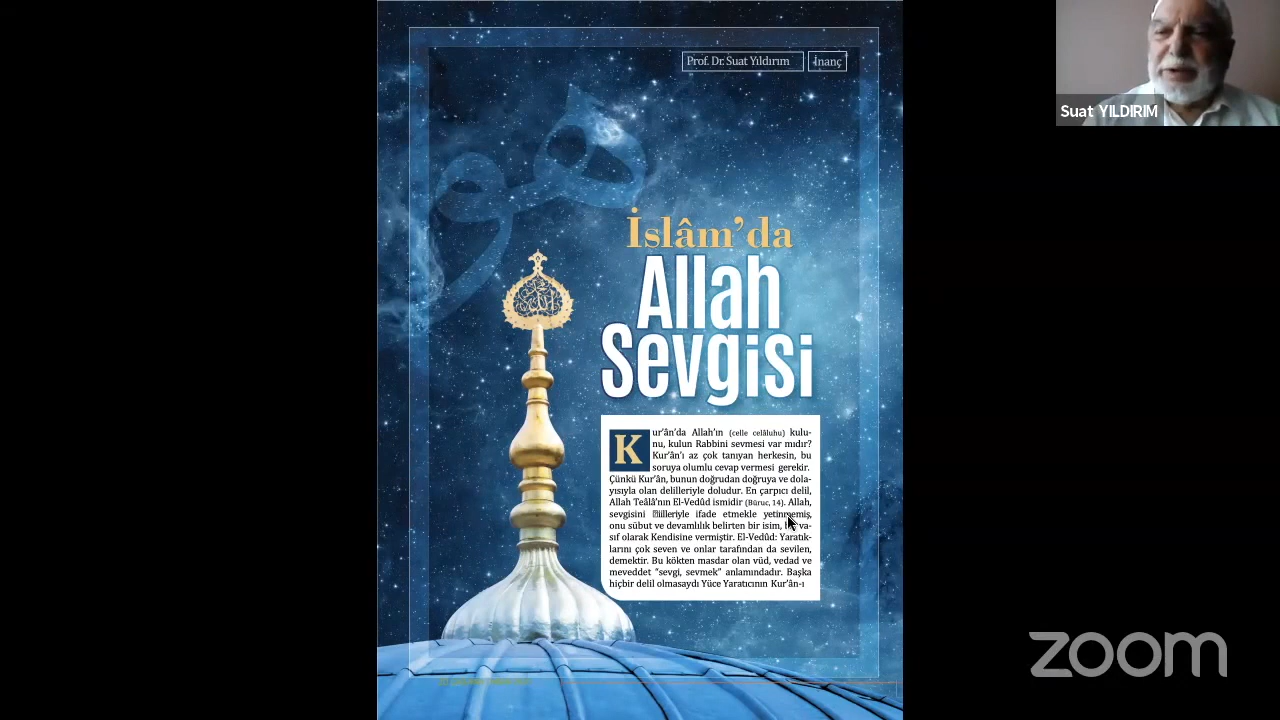 Prof. Dr. Suat Yıldırım
İnanç
Suat YILDIRIM
İslâm’da
Allah
Sevgisi
Kur’ân’da Allah’ın (celle celâluhu) kulu-
nu, kulun Rabbini sevmesi var mıdır?
Kur’ân’ı az çok tanıyan herkesin, bu
soruya olumlu cevap vermesi gerekir.
Çünkü Kur’ân, bunun doğrudan doğruya ve dola-
yısıyla olan delilleriyle doludur. En çarpıcı delil,
Allah Teâlâ’nın El-Vedûd ismidir (Büruc, 14). Allah,
sevgisini ifade etmekle yetinmemiş,
onu sübut ve devamlılık belirten bir isim, va-
sıf olarak Kendisine vermiştir. El-Vedûd: Yaratık-
larını çok seven ve onlar tarafından da sevilen,
demektir. Bu kökten masdar olan vüd, vedad ve
meveddet “sevgi, sevmek” anlamındadır. Başka
hiçbir delil olmasaydı Yüce Yaratıcının Kur’ân-ı
zoom